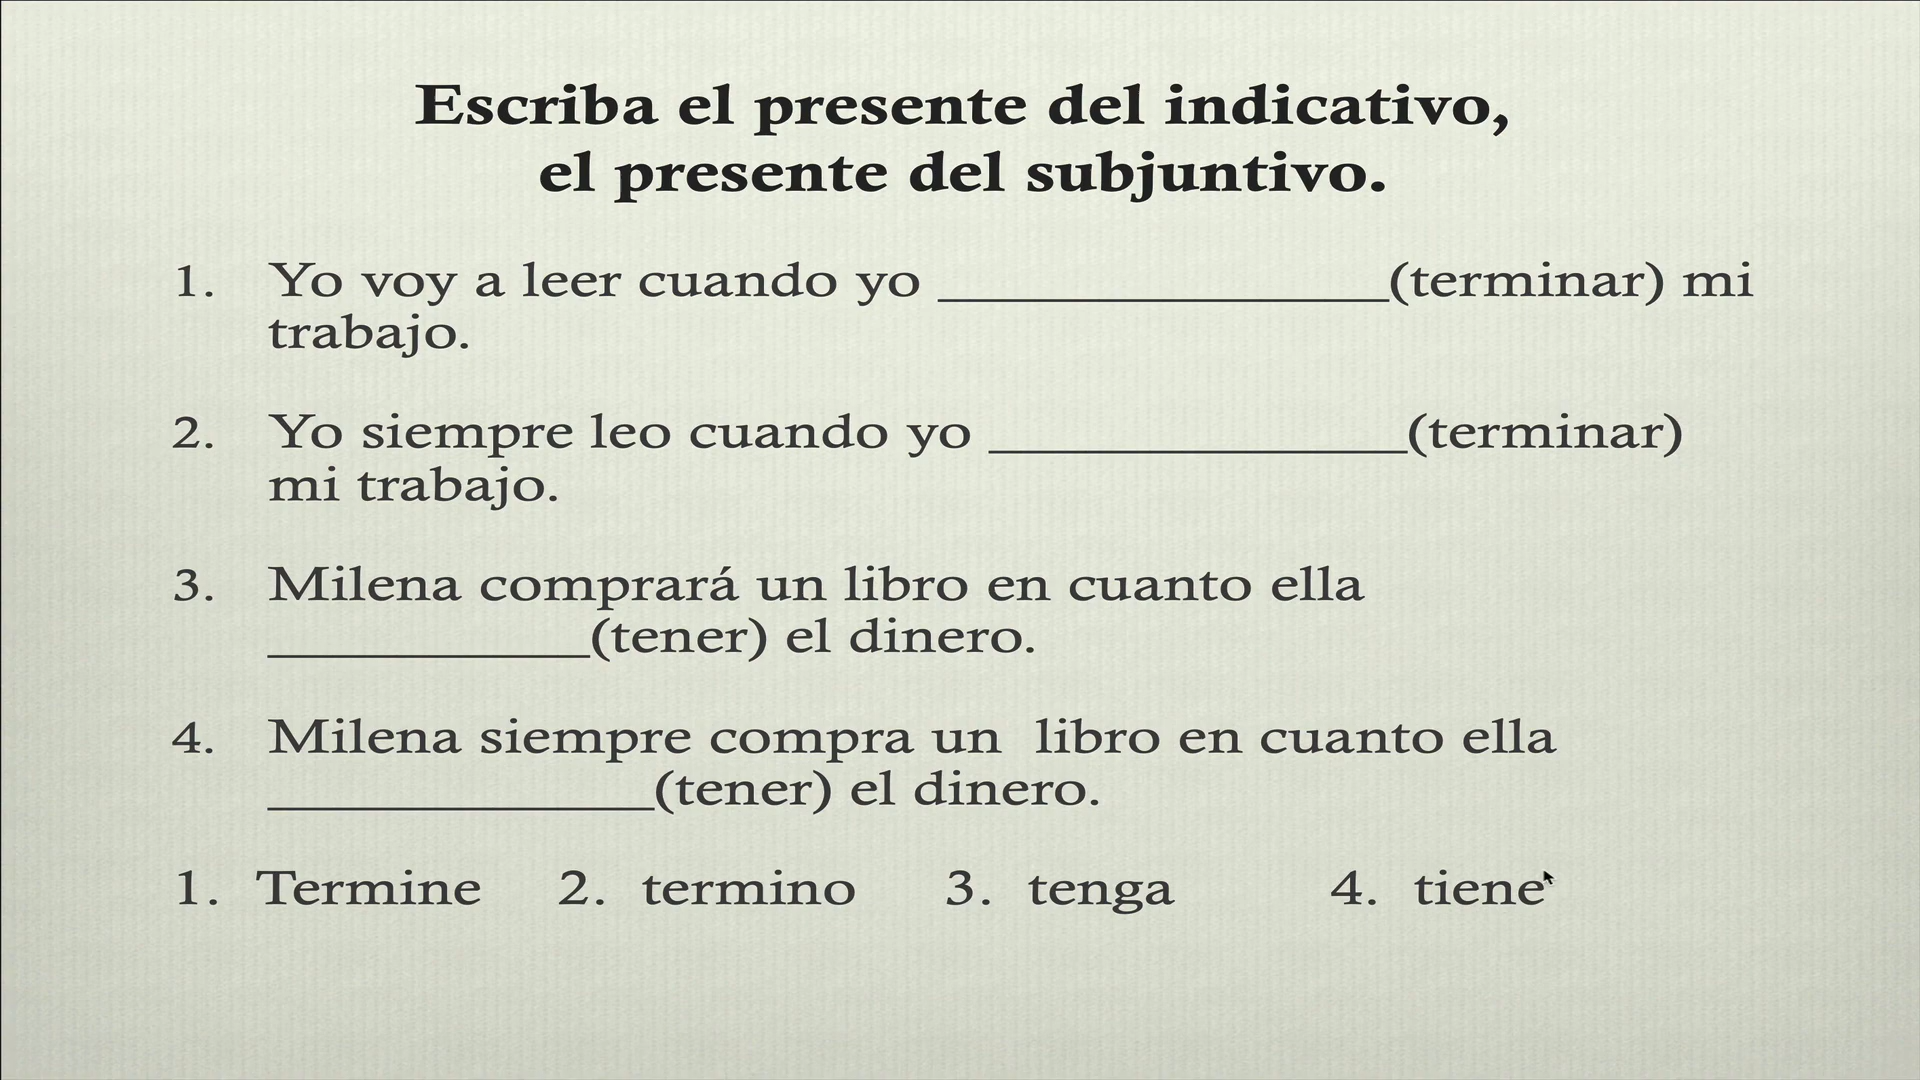 Escriba el presente del indicativo,
el presente del subjuntivo.
1. Yo voy a leer cuando yo ______________(terminar) mi
trabajo.
2. Yo siempre leo cuando yo _____________(terminar)
mi trabajo.
3. Milena comprará un libro en cuanto ella
__________(tener) el dinero.
4. Milena siempre compra un  libro en cuanto ella
____________(tener) el dinero.
1. Termine 2. termino 3. tenga 4. tiene